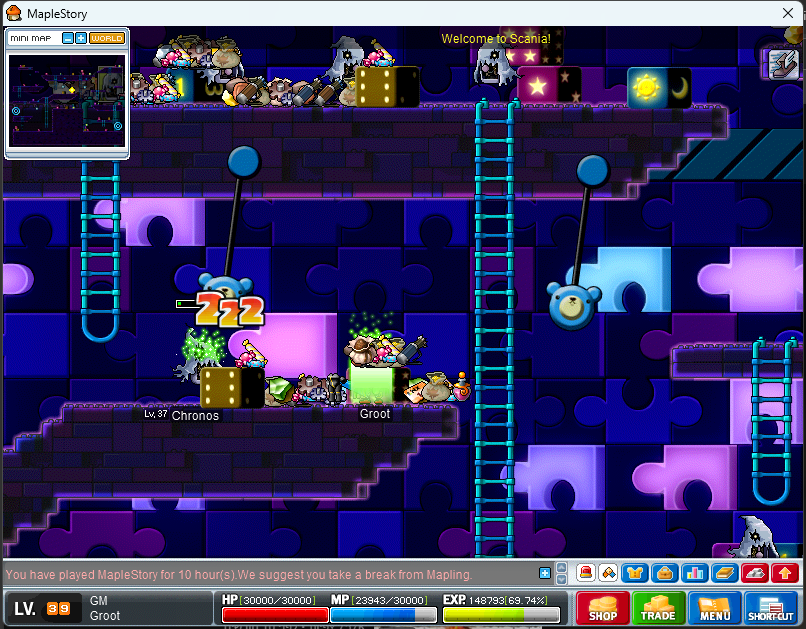 MapleStory
MINI MAP
WORLD
Welcome to Scania!
222
Lv, 37 Chronos
Groot
You have played MapleStory for 10 hour(s).We suggest you take a break from Mapling.
LV. 39
GM
Groot
HP[30000/30000] MP[23943/30000] EXP 148793[69.74%]
SHOP
TRADE
MENU
SHORTCUT